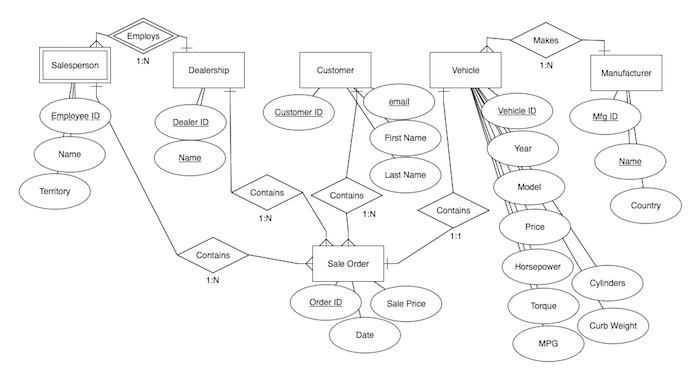 Employs
Makes
1:N
1:N
Salesperson
Dealership
Customer
Vehicle
Manufacturer
Employee ID
Dealer ID
Customer ID
email
Vehicle ID
Mfg ID
Name
Name
First Name
Year
Name
Territory
Last Name
Model
Country
Contains
1:N
Contains
1:N
Contains
1:1
Price
Contains
1:N
Sale Order
Horsepower
Cylinders
Order ID
Sale Price
Torque
Date
Curb Weight
MPG